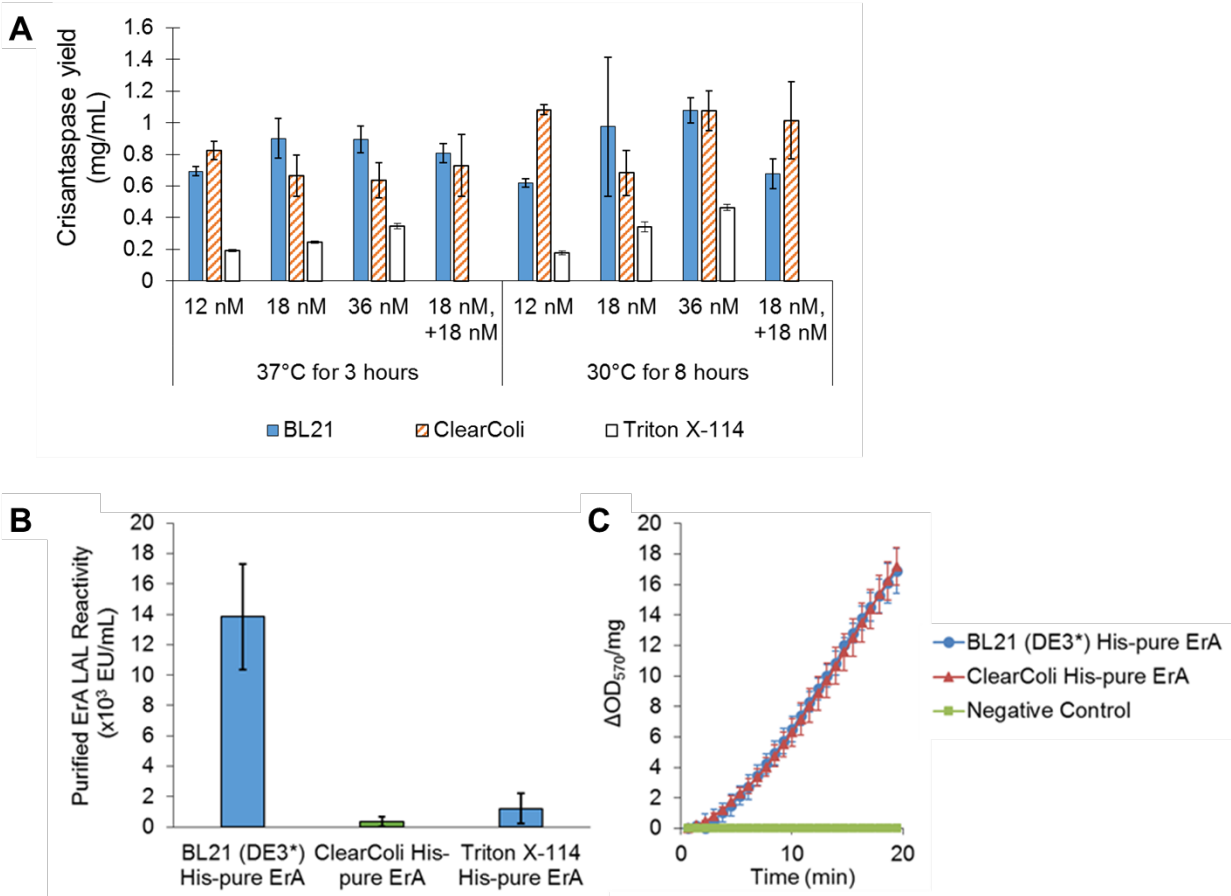 A
Crisantaspase yield
(mg/mL)
1.6
1.4
1.2
1
0.8
0.6
0.4
0.2
0
12 nM 18 nM 36 nM 18 nM, 12 nM 18 nM 36 nM 18 nM,
+18 nM +18 nM
37°C for 3 hours 30°C for 8 hours
BL21 ClearColi Triton X-114
B
Purified ErA LAL Reactivity
(x10³ EU/mL)
20
18
16
14
12
10
8
6
4
2
0
BL21 (DE3*) ClearColi His- Triton X-114
His-pure ErA pure ErA His-pure ErA
C
ΔOD₅₇₀/mg
20
18
16
14
12
10
8
6
4
2
0
0 10 20
Time (min)
BL21 (DE3*) His-pure ErA
ClearColi His-pure ErA
Negative Control